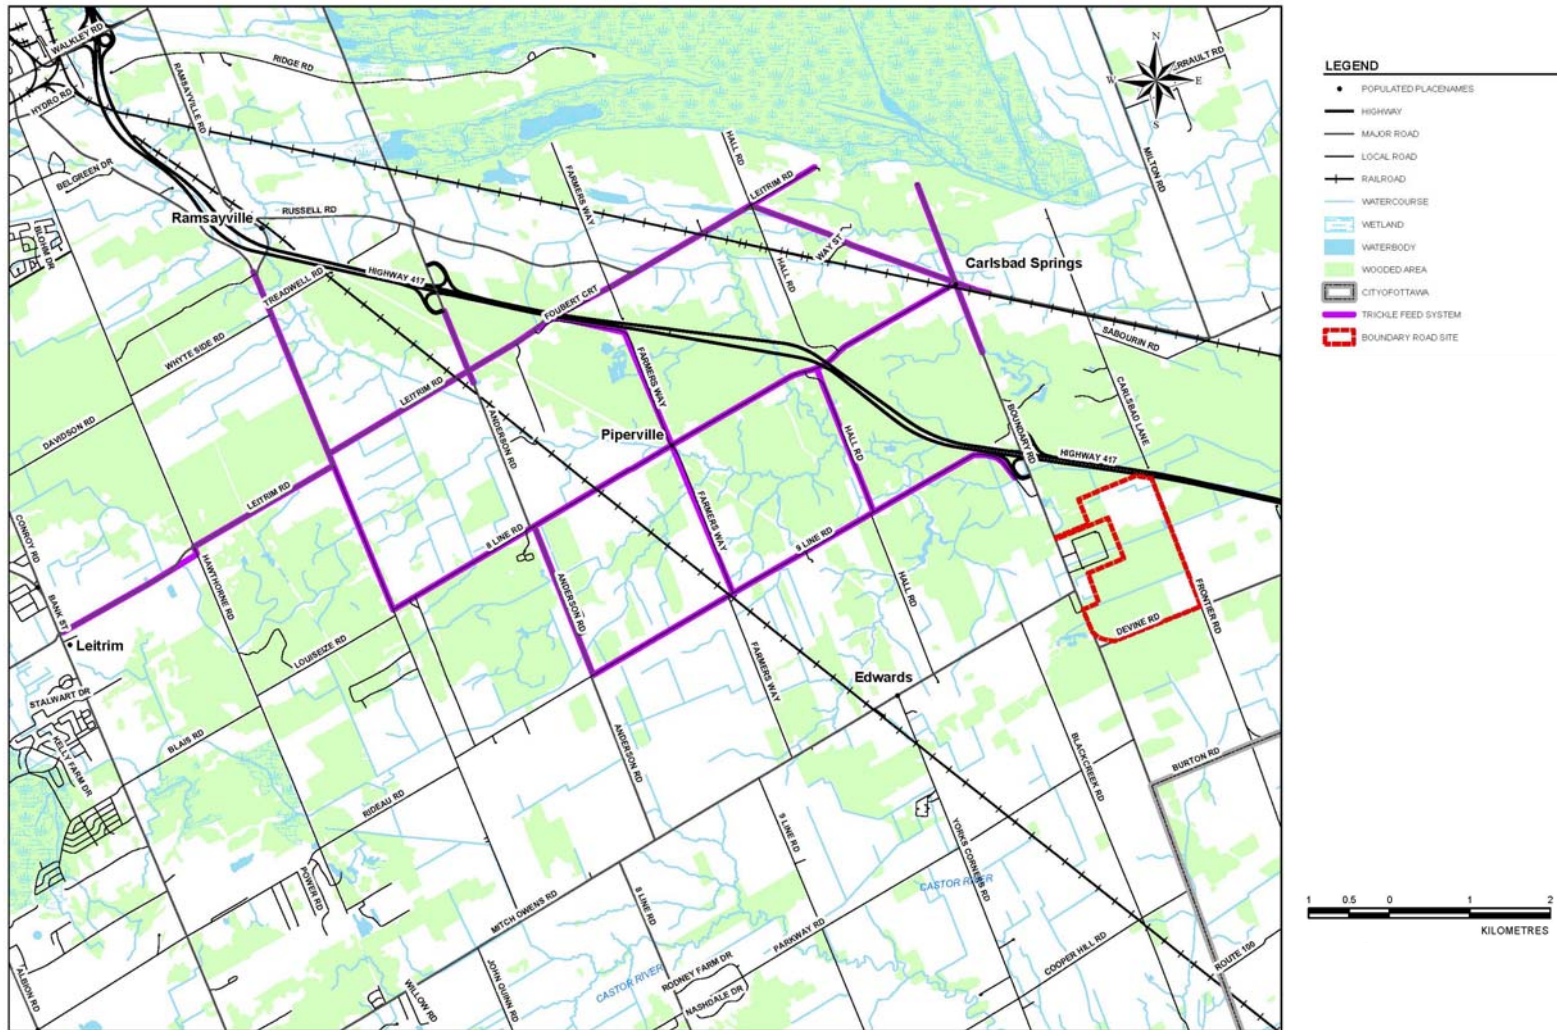 WALKLEY RD
RIDGE RD
RAMSAYVILLE RD
HYDRO RD
BELGREEN DR
BLOHM DR
Ramsayville
RUSSELL RD
FARMERS WAY
HALL RD
LEITRIM RD
WAY ST
HALL RD
MILTON RD
N
W
E
S
Carlsbad Springs
HIGHWAY 417
TREADWELL RD
FOUBERT CRT
WHYTE SIDE RD
SABOURIN RD
FARMERS WAY
LEITRIM RD
DAVIDSON RD
ANDERSON RD
Piperville
CARLSBAD LANE
BOUNDARY RD
HALL RD
HIGHWAY 417
LEITRIM RD
FARMERS WAY
8 LINE RD
9 LINE RD
CONROY RD
HAWTHORNE RD
ANDERSON RD
HALL RD
FRONTIER RD
BANK ST
DEVINE RD
Leitrim
LOUISEIZE RD
FARMERS WAY
Edwards
STALWART DR
KELLY FARM DR
BLAIS RD
ANDERSON RD
BLACKCREEK RD
BURTON RD
RIDEAU RD
9 LINE RD
YORKS CORNERS RD
POWER RD
CASTOR RIVER
8 LINE RD
MITCH OWENS RD
PARKWAY RD
COOPER HILL RD
ROUTE 100
ALBION RD
WILLOW RD
JOHN QUINN RD
CASTOR RIVER
RODNEY FARM DR
NASHDALE DR
LEGEND
POPULATED PLACENAMES
HIGHWAY
MAJOR ROAD
LOCAL ROAD
RAILROAD
WATERCOURSE
WETLAND
WATERBODY
WOODED AREA
CITYOFOTTAWA
TRICKLE FEED SYSTEM
BOUNDARY ROAD SITE
1 0.5 0 1 2
KILOMETRES